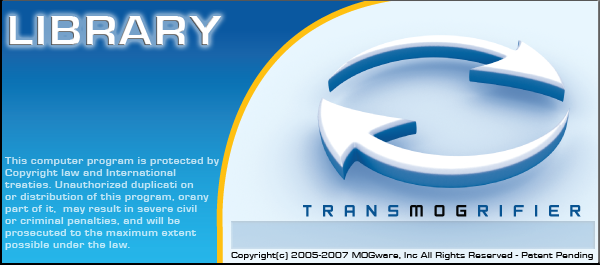 LIBRARY
This computer program is protected by
Copyright law and International
treaties. Unauthorized duplicati on
or distribution of this program, orany
part of it, may result in severe civil
or criminal penalties, and will be
prosecuted to the maximum extent
possible under the law.
TRANSMOGRIFIER
Copyright(c) 2005-2007 MOGware, Inc All Rights Reserved - Patent Pending